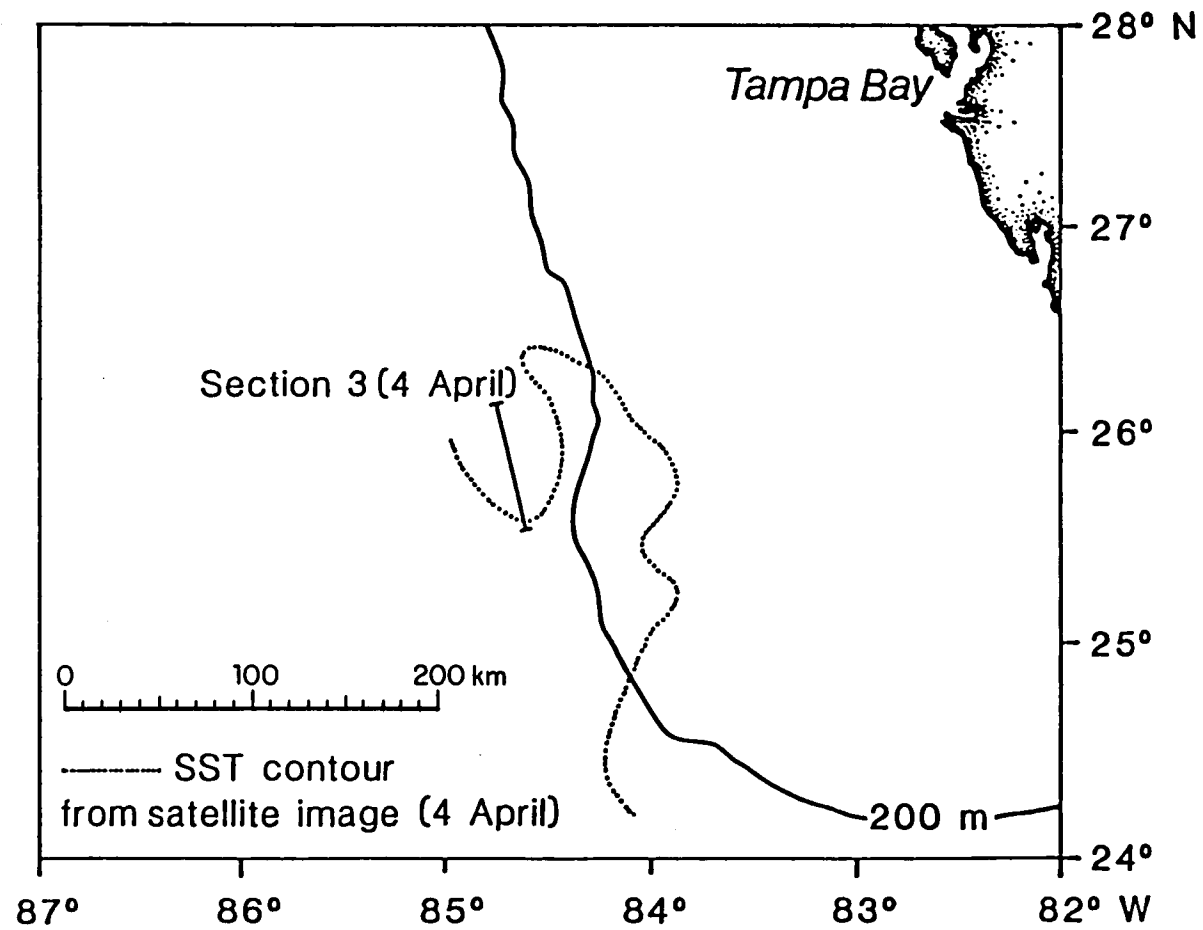 28° N
Tampa Bay
27°
Section 3 (4 April)
26°
25°
0 100 200 km
SST contour
from satellite image (4 April)
200 m
24°
87° 86° 85° 84° 83° 82° W